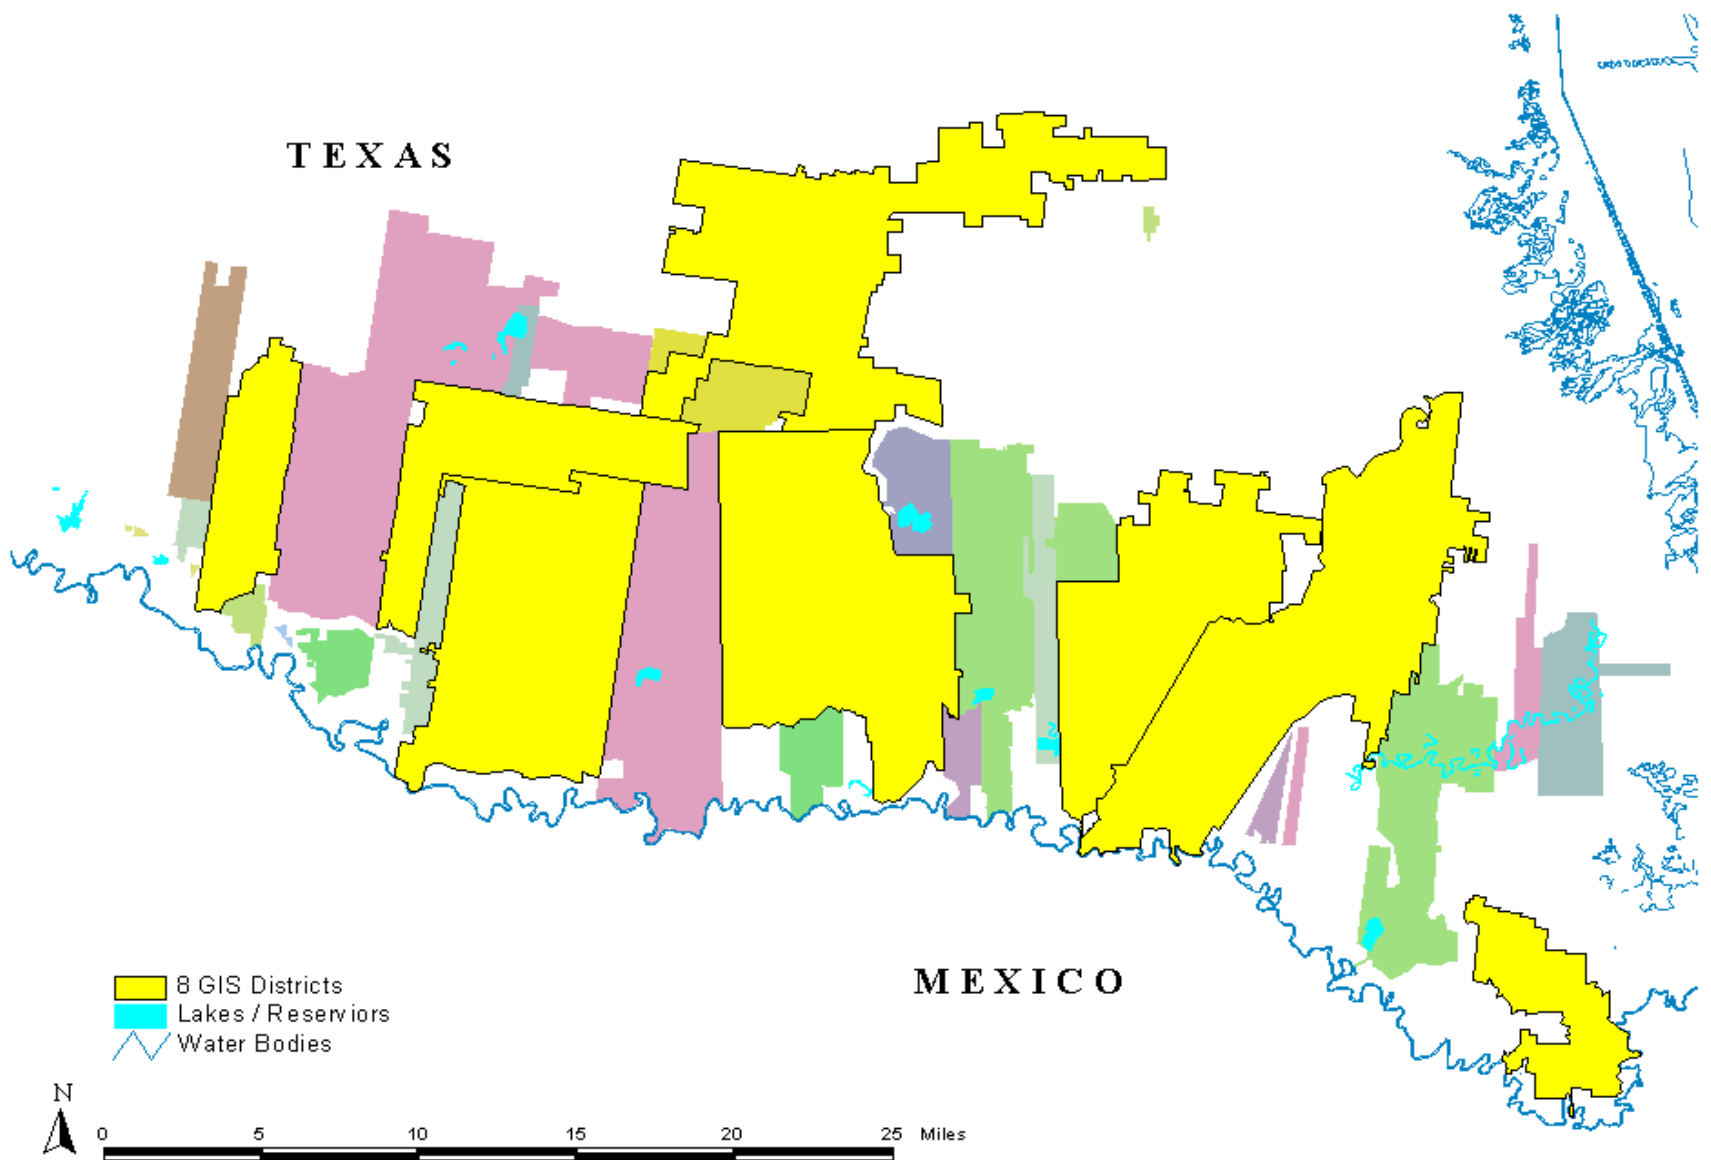 TEXAS
MEXICO
8 GIS Districts
Lakes / Reserviors
Water Bodies
N
0 5 10 15 20 25 Miles